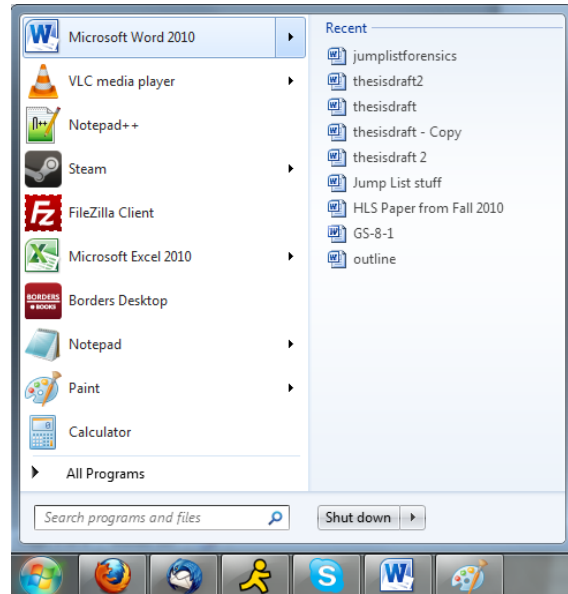 Microsoft Word 2010
VLC media player
Notepad++
Steam
FileZilla Client
Microsoft Excel 2010
BORDERS
BOOKS
Borders Desktop
Notepad
Paint
Calculator
All Programs
Search programs and files
Recent
jumplistforensics
thesisdraft2
thesisdraft
thesisdraft - Copy
thesisdraft 2
Jump List stuff
HLS Paper from Fall 2010
GS-8-1
outline
Shut down